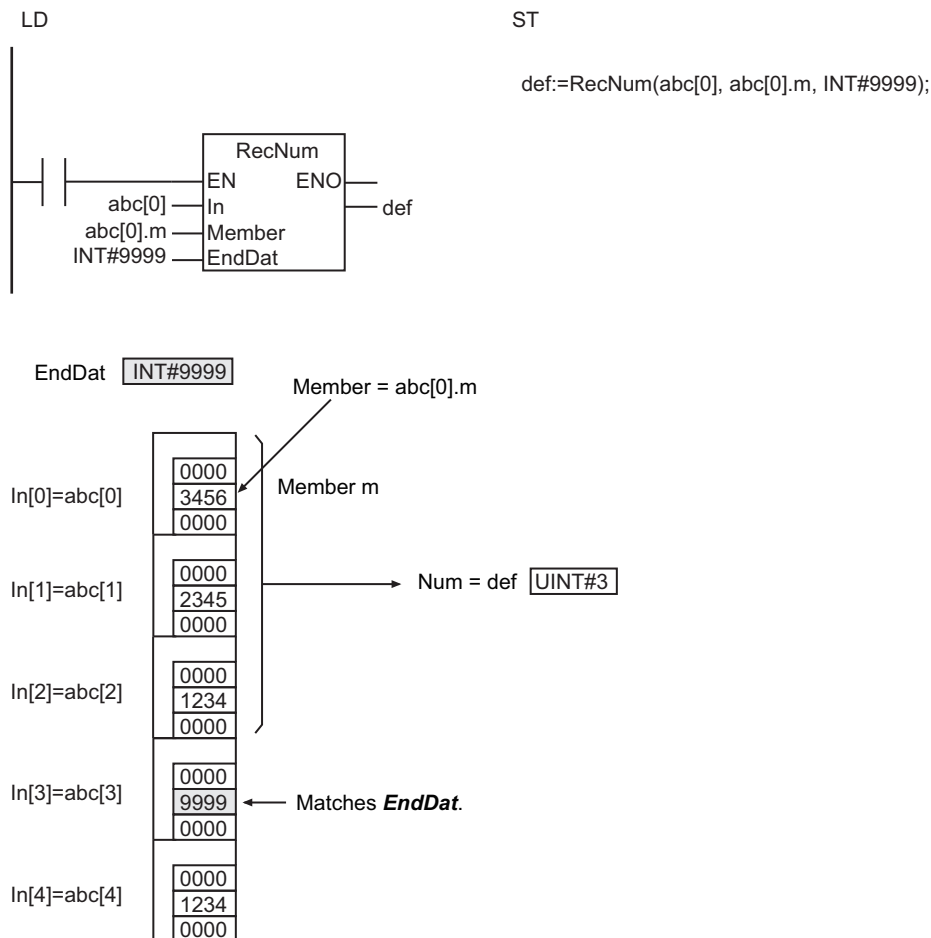 LD
ST
def:=RecNum(abc[0], abc[0].m, INT#9999);
RecNum
EN ENO
abc[0] In def
abc[0].m Member
INT#9999 EndDat
EndDat INT#9999
Member = abc[0].m
0000
In[0]=abc[0] 3456 Member m
0000
0000
In[1]=abc[1] 2345 Num = def UINT#3
0000
0000
In[2]=abc[2] 1234
0000
0000
In[3]=abc[3] 9999 Matches EndDat.
0000
0000
In[4]=abc[4] 1234
0000